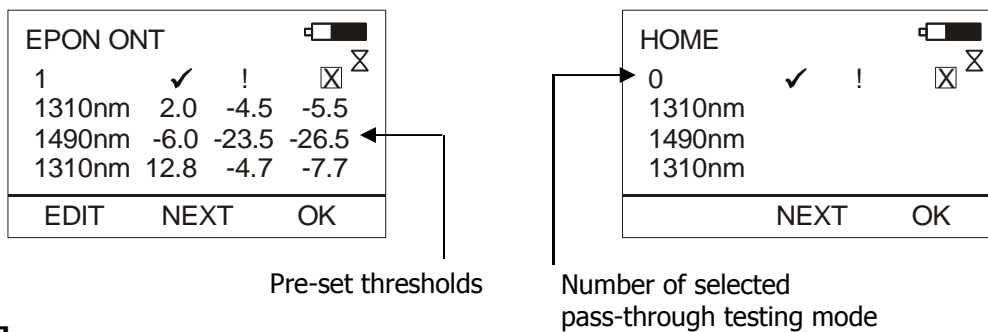 EPON ONT
1 ✓ ! X
1310nm 2.0 -4.5 -5.5
1490nm -6.0 -23.5 -26.5
1310nm 12.8 -4.7 -7.7
EDIT NEXT OK
Pre-set thresholds
HOME
0 ✓ ! X
1310nm
1490nm
1310nm
NEXT OK
Number of selected
pass-through testing mode